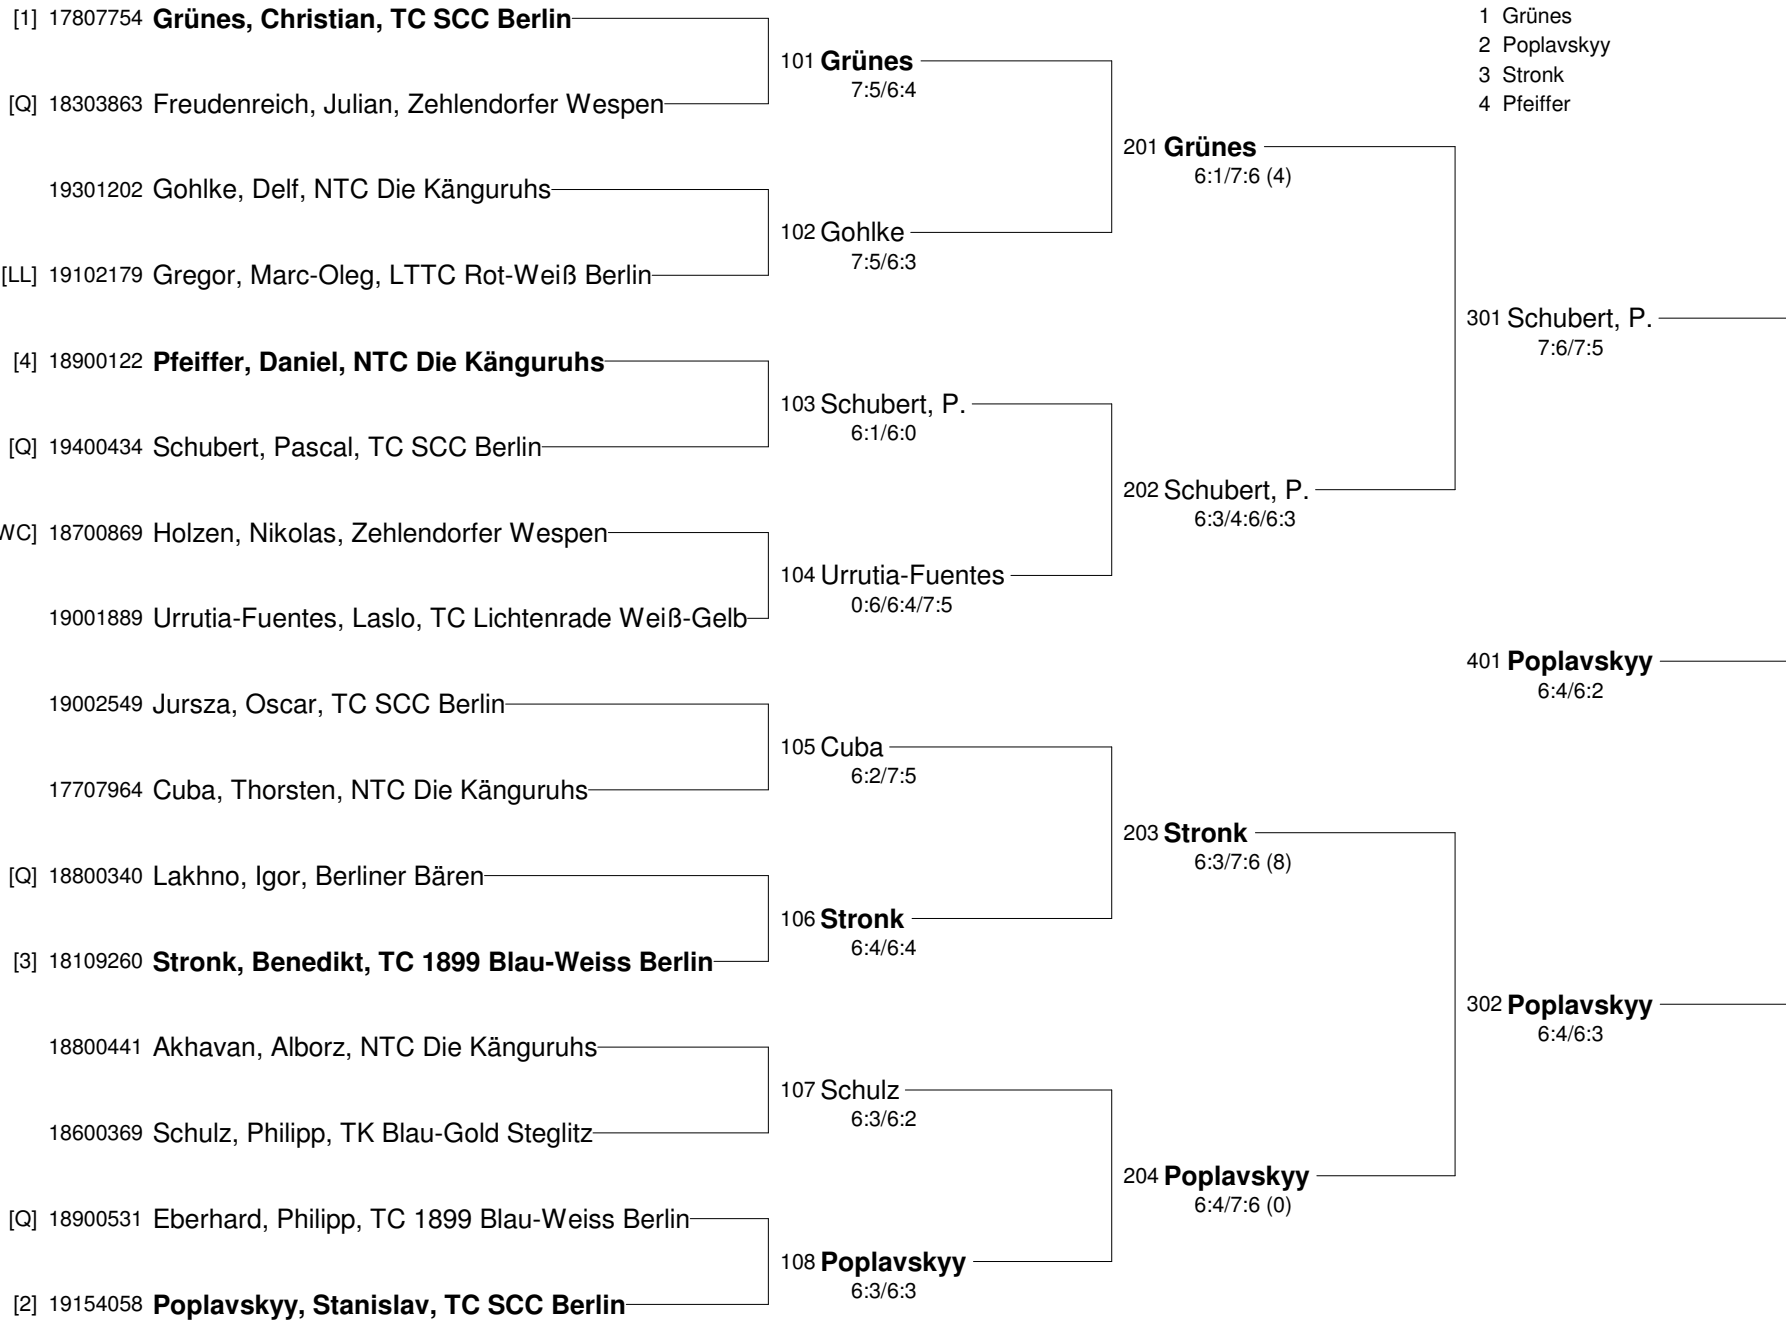 [1] 17807754 Grünes, Christian, TC SCC Berlin
[Q] 18303863 Freudenreich, Julian, Zehlendorfer Wespen
19301202 Gohlke, Delf, NTC Die Känguruhs
[LL] 19102179 Gregor, Marc-Oleg, LTTC Rot-Weiß Berlin
[4] 18900122 Pfeiffer, Daniel, NTC Die Känguruhs
[Q] 19400434 Schubert, Pascal, TC SCC Berlin
WC] 18700869 Holzen, Nikolas, Zehlendorfer Wespen
19001889 Urrutia-Fuentes, Laslo, TC Lichtenrade Weiß-Gelb
19002549 Jursza, Oscar, TC SCC Berlin
17707964 Cuba, Thorsten, NTC Die Känguruhs
[Q] 18800340 Lakhno, Igor, Berliner Bären
[3] 18109260 Stronk, Benedikt, TC 1899 Blau-Weiss Berlin
18800441 Akhavan, Alborz, NTC Die Känguruhs
18600369 Schulz, Philipp, TK Blau-Gold Steglitz
[Q] 18900531 Eberhard, Philipp, TC 1899 Blau-Weiss Berlin
[2] 19154058 Poplavskyy, Stanislav, TC SCC Berlin
101 Grünes
7:5/6:4
102 Gohlke
7:5/6:3
103 Schubert, P.
6:1/6:0
104 Urrutia-Fuentes
0:6/6:4/7:5
105 Cuba
6:2/7:5
106 Stronk
6:4/6:4
107 Schulz
6:3/6:2
108 Poplavskyy
6:3/6:3
201 Grünes
6:1/7:6 (4)
202 Schubert, P.
6:3/4:6/6:3
203 Stronk
6:3/7:6 (8)
204 Poplavskyy
6:4/7:6 (0)
1 Grünes
2 Poplavskyy
3 Stronk
4 Pfeiffer
301 Schubert, P.
7:6/7:5
401 Poplavskyy
6:4/6:2
302 Poplavskyy
6:4/6:3